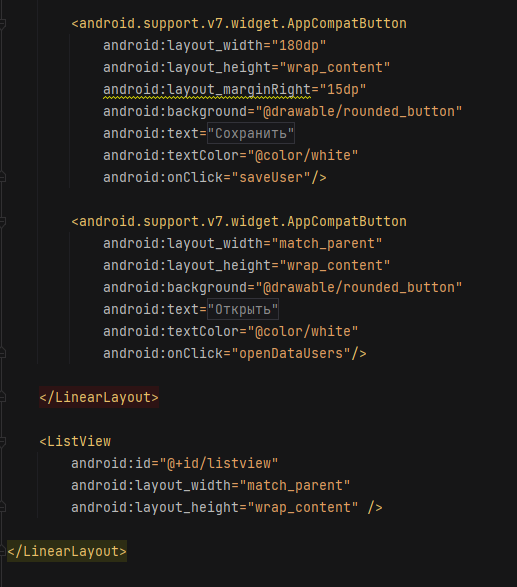 <android.support.v7.widget.AppCompatButton
android:layout_width="180dp"
android:layout_height="wrap_content"
android:layout_marginRight="15dp"
android:background="@drawable/rounded_button"
android:text="Сохранить"
android:textColor="@color/white"
android:onClick="saveUser"/>
<android.support.v7.widget.AppCompatButton
android:layout_width="match_parent"
android:layout_height="wrap_content"
android:background="@drawable/rounded_button"
android:text="Открыть"
android:textColor="@color/white"
android:onClick="openDataUsers"/>
</LinearLayout>
<ListView
android:id="@+id/listview"
android:layout_width="match_parent"
android:layout_height="wrap_content" />
</LinearLayout>